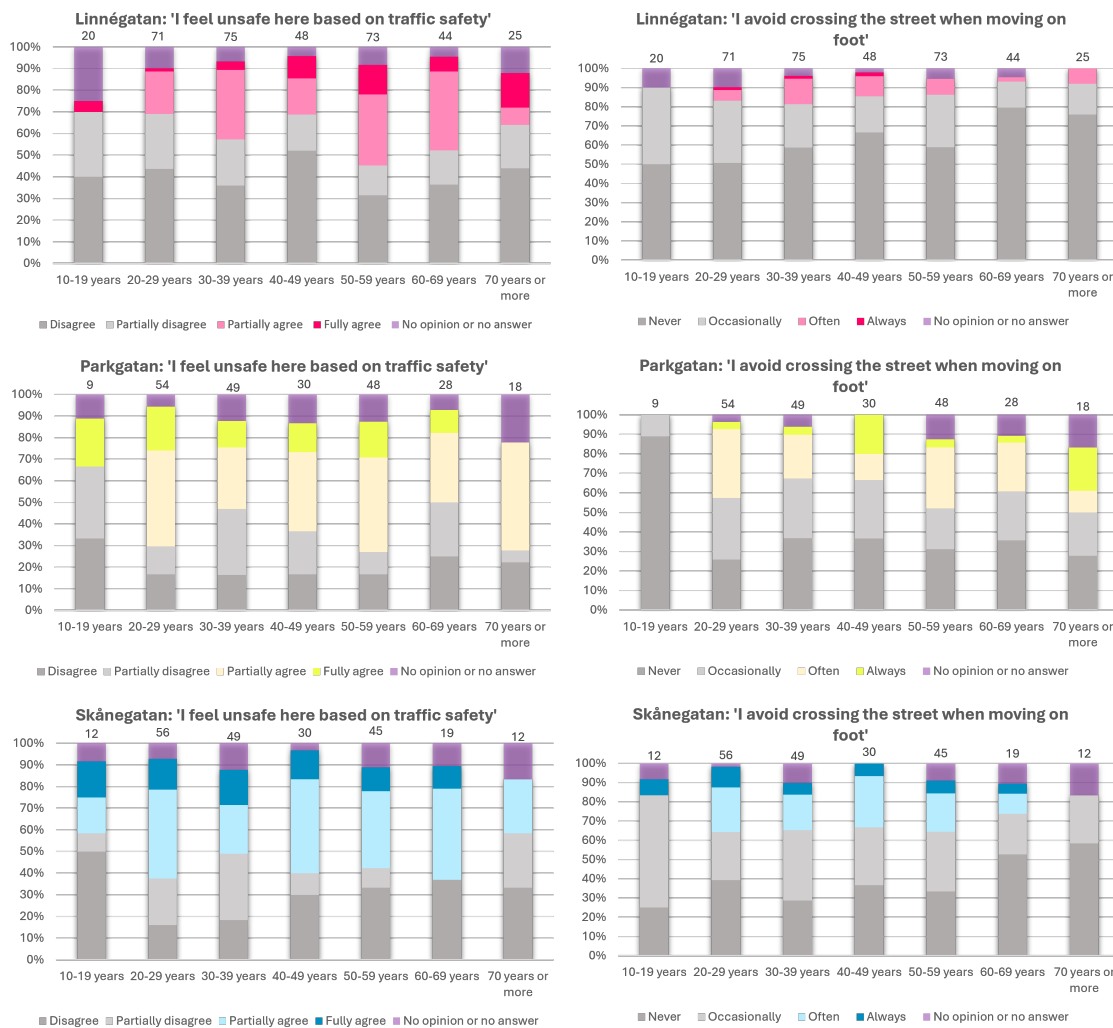 Linnégatan: 'I feel unsafe here based on traffic safety'
20 71 75 48 73 44 25
100%
90%
80%
70%
60%
50%
40%
30%
20%
10%
0%
10-19 years 20-29 years 30-39 years 40-49 years 50-59 years 60-69 years 70 years or
more
Disagree Partially disagree Partially agree Fully agree No opinion or no answer
Linnégatan: 'I avoid crossing the street when moving on
foot'
20 71 75 48 73 44 25
100%
90%
80%
70%
60%
50%
40%
30%
20%
10%
0%
10-19 years 20-29 years 30-39 years 40-49 years 50-59 years 60-69 years 70 years or
more
Never Occasionally Often Always No opinion or no answer
Parkgatan: 'I feel unsafe here based on traffic safety'
9 54 49 30 48 28 18
100%
90%
80%
70%
60%
50%
40%
30%
20%
10%
0%
10-19 years 20-29 years 30-39 years 40-49 years 50-59 years 60-69 years 70 years or
more
Disagree Partially disagree Partially agree Fully agree No opinion or no answer
Parkgatan: 'I avoid crossing the street when moving on
foot'
9 54 49 30 48 28 18
100%
90%
80%
70%
60%
50%
40%
30%
20%
10%
0%
10-19 years 20-29 years 30-39 years 40-49 years 50-59 years 60-69 years 70 years or
more
Never Occasionally Often Always No opinion or no answer
Skånegatan: 'I feel unsafe here based on traffic safety'
12 56 49 30 45 19 12
100%
90%
80%
70%
60%
50%
40%
30%
20%
10%
0%
10-19 years 20-29 years 30-39 years 40-49 years 50-59 years 60-69 years 70 years or
more
Disagree Partially disagree Partially agree Fully agree No opinion or no answer
Skånegatan: 'I avoid crossing the street when moving on
foot'
12 56 49 30 45 19 12
100%
90%
80%
70%
60%
50%
40%
30%
20%
10%
0%
10-19 years 20-29 years 30-39 years 40-49 years 50-59 years 60-69 years 70 years or
more
Never Occasionally Often Always No opinion or no answer